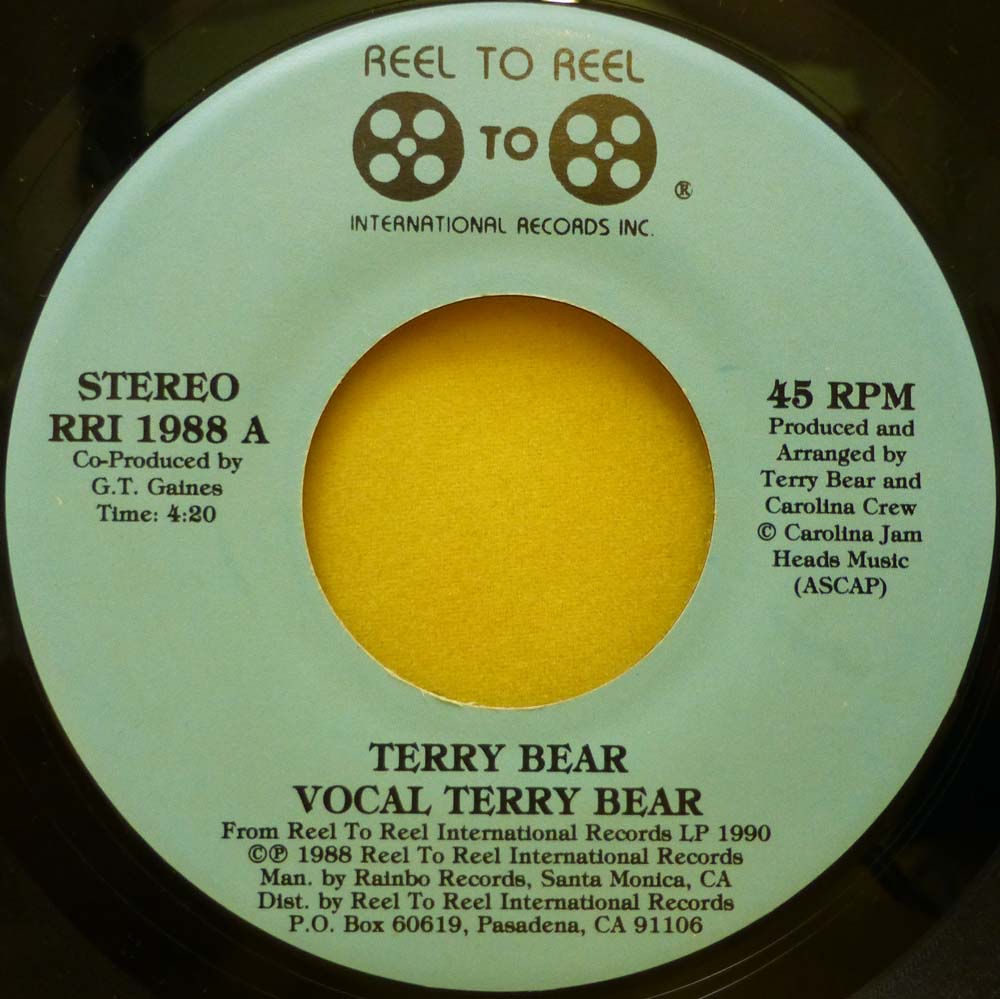 REEL TO REEL
TO
®
INTERNATIONAL RECORDS INC.
STEREO
RRI 1988 A
Co-Produced by
G.T. Gaines
Time: 4:20
45 RPM
Produced and
Arranged by
Terry Bear and
Carolina Crew
© Carolina Jam
Heads Music
(ASCAP)
TERRY BEAR
VOCAL TERRY BEAR
From Reel To Reel International Records LP 1990
©℗ 1988 Reel To Reel International Records
Man. by Rainbo Records, Santa Monica, CA
Dist. by Reel To Reel International Records
P.O. Box 60619, Pasadena, CA 91106